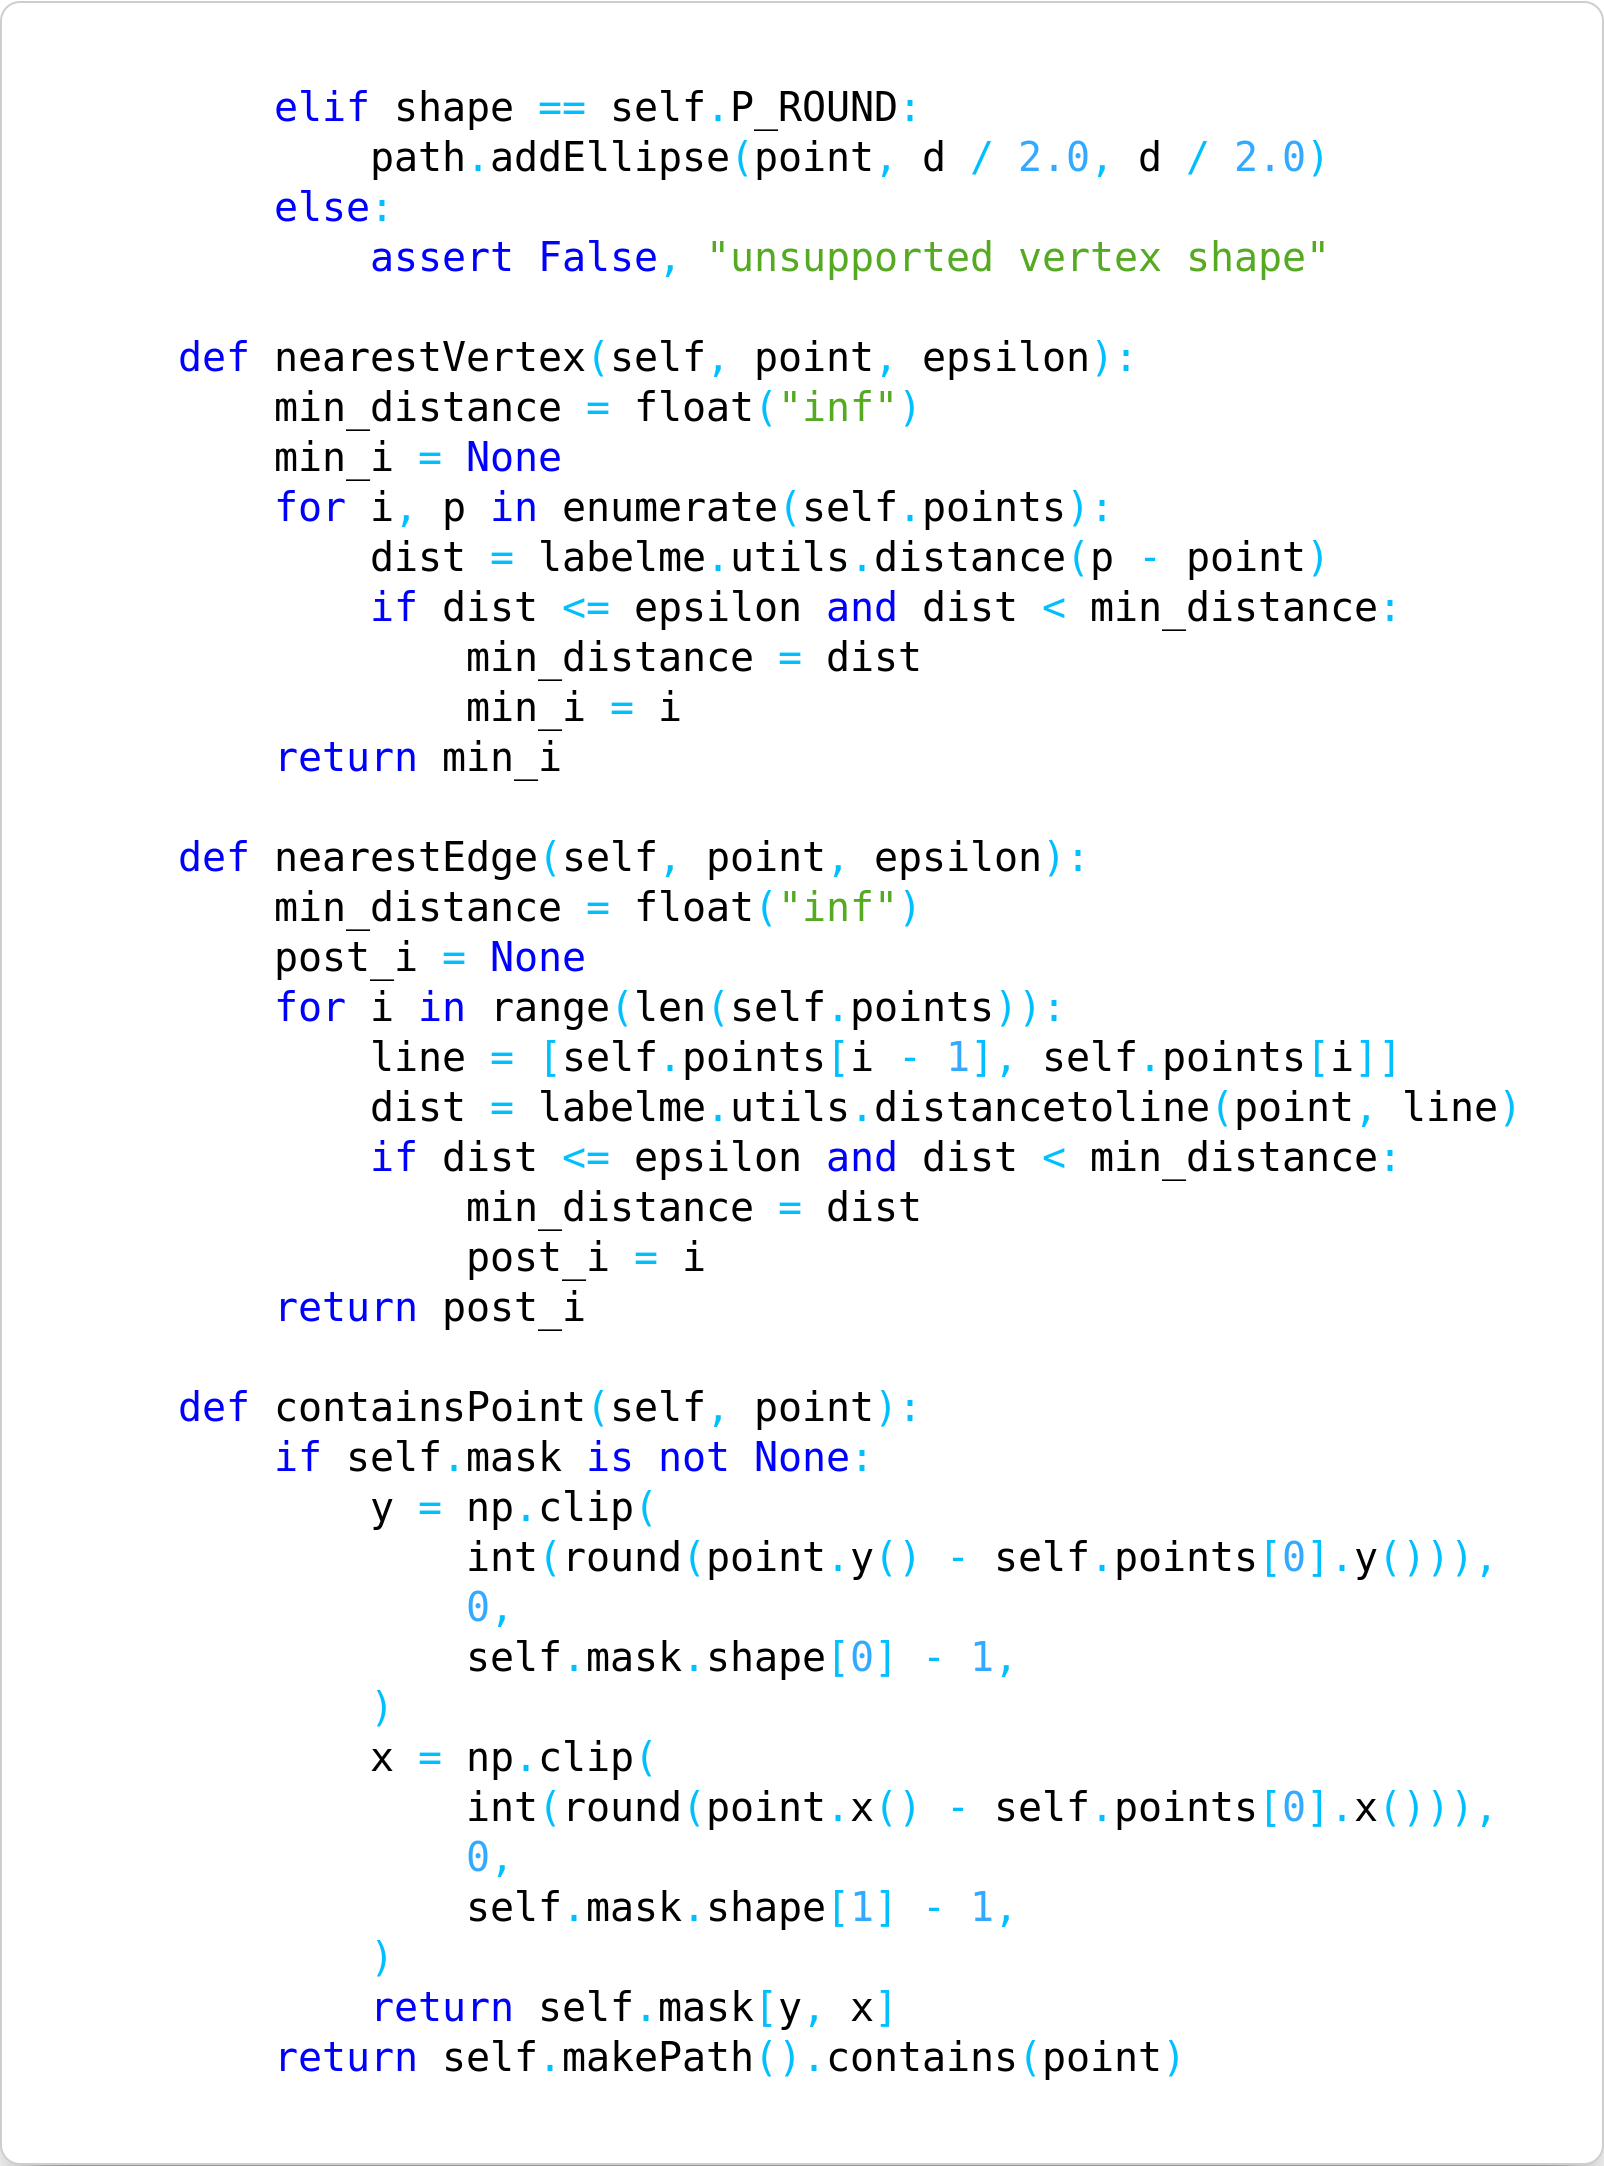 elif shape == self.P_ROUND:
            path.addEllipse(point, d / 2.0, d / 2.0)
        else:
            assert False, "unsupported vertex shape"

    def nearestVertex(self, point, epsilon):
        min_distance = float("inf")
        min_i = None
        for i, p in enumerate(self.points):
            dist = labelme.utils.distance(p - point)
            if dist <= epsilon and dist < min_distance:
                min_distance = dist
                min_i = i
        return min_i

    def nearestEdge(self, point, epsilon):
        min_distance = float("inf")
        post_i = None
        for i in range(len(self.points)):
            line = [self.points[i - 1], self.points[i]]
            dist = labelme.utils.distancetoline(point, line)
            if dist <= epsilon and dist < min_distance:
                min_distance = dist
                post_i = i
        return post_i

    def containsPoint(self, point):
        if self.mask is not None:
            y = np.clip(
                int(round(point.y() - self.points[0].y())),
                0,
                self.mask.shape[0] - 1,
            )
            x = np.clip(
                int(round(point.x() - self.points[0].x())),
                0,
                self.mask.shape[1] - 1,
            )
            return self.mask[y, x]
        return self.makePath().contains(point)